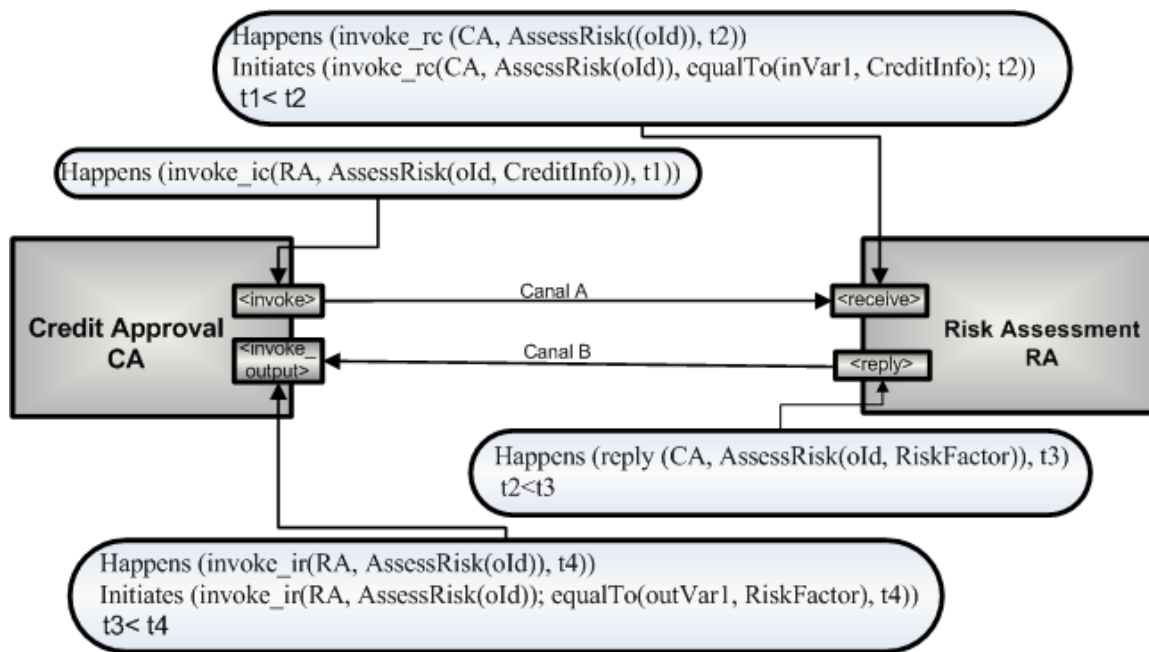 Happens (invoke_rc (CA, AssessRisk((oId)), t2))
Initiates (invoke_rc(CA, AssessRisk(oId)), equalTo(inVar1, CreditInfo); t2))
t1< t2
Happens (invoke_ic(RA, AssessRisk(oId, CreditInfo)), t1))
Credit Approval
CA
<invoke>
<invoke_
output>
Canal A
Canal B
<receive>
<reply>
Risk Assessment
RA
Happens (reply (CA, AssessRisk(oId, RiskFactor)), t3)
t2<t3
Happens (invoke_ir(RA, AssessRisk(oId)), t4))
Initiates (invoke_ir(RA, AssessRisk(oId)); equalTo(outVar1, RiskFactor), t4))
t3< t4